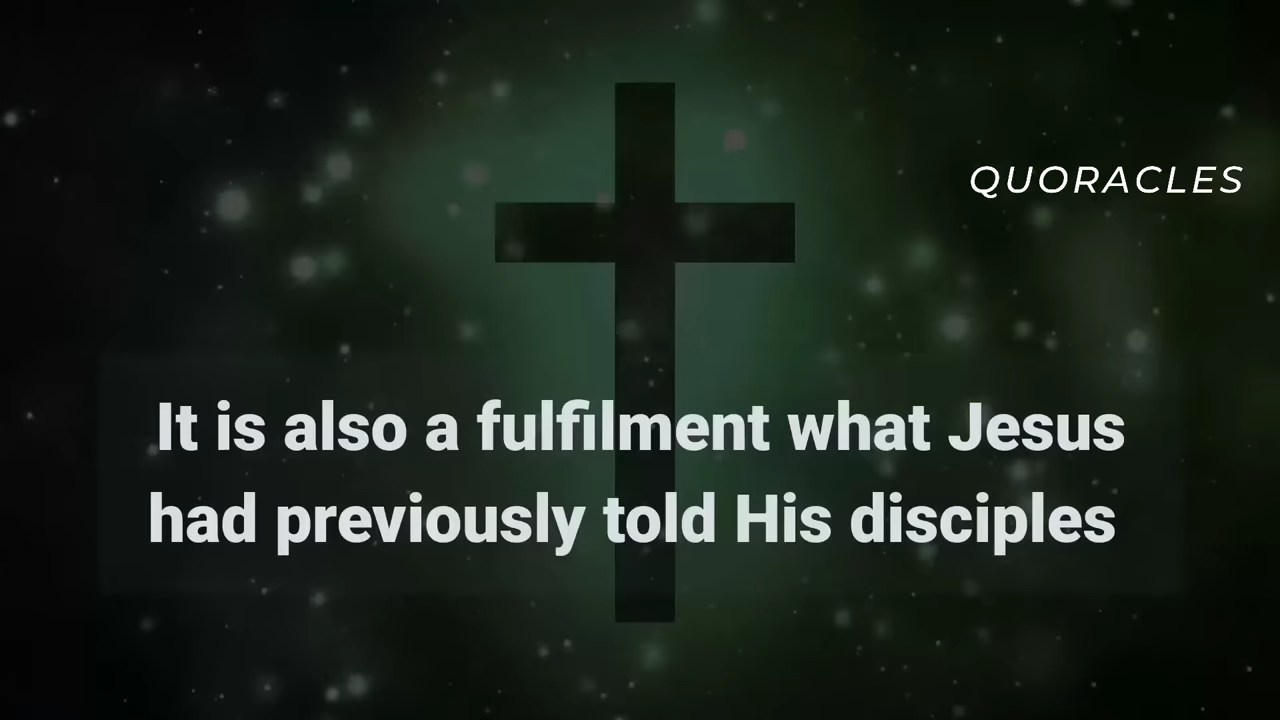 QUORACLES
It is also a fulfilment what Jesus
had previously told His disciples